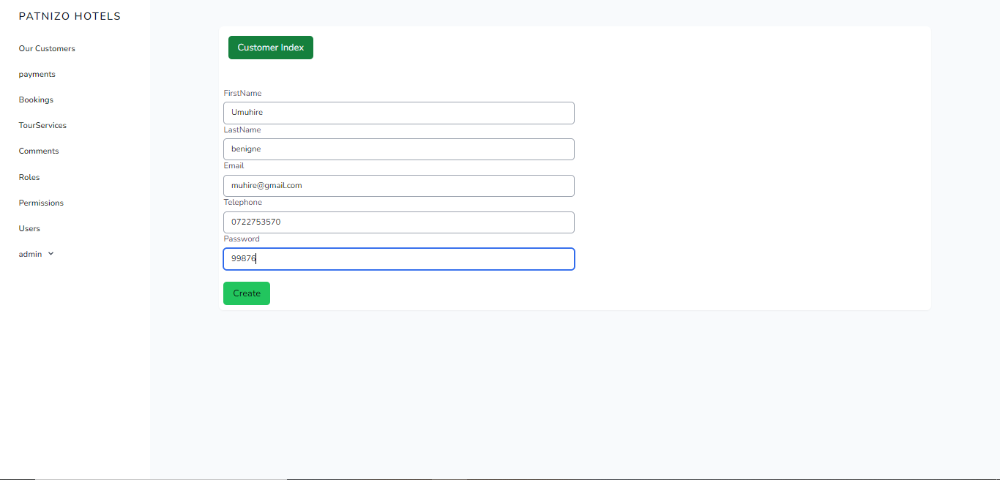 PATNIZO HOTELS
Our Customers
payments
Bookings
TourServices
Comments
Roles
Permissions
Users
admin
Customer Index
FirstName
Umuhire
LastName
benigne
Email
muhire@gmail.com
Telephone
0722753570
Password
99876
Create